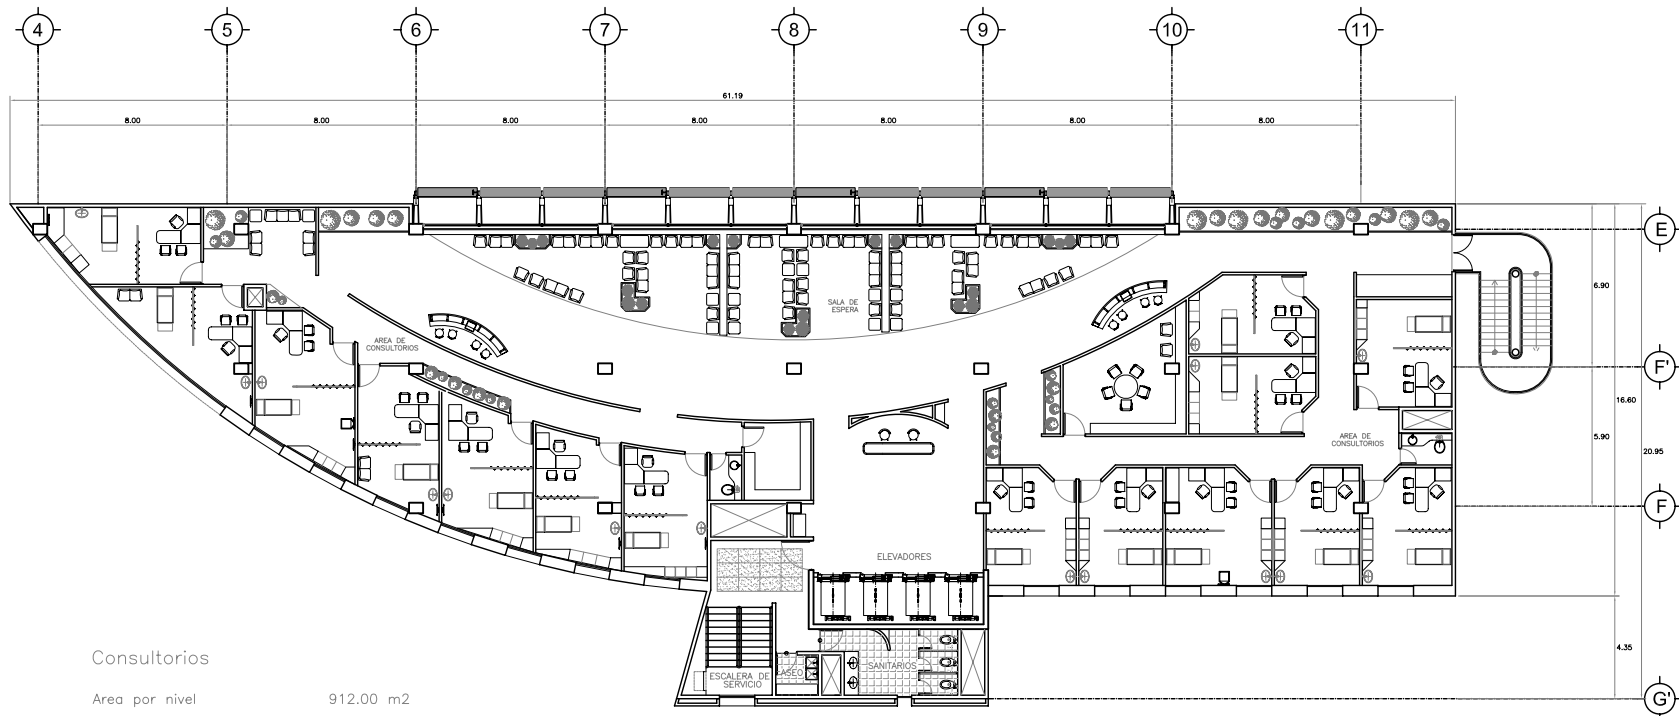 4 5 6 7 8 9 10 11
61.19
8.00 8.00 8.00 8.00 8.00 8.00 8.00
E
6.90
SALA DE
ESPERA
AREA DE
CONSULTORIOS
F'
16.60
AREA DE
CONSULTORIOS
5.90
20.95
F
ELEVADORES
4.35
Consultorios
SANITARIOS
ASEO
ESCALERA DE
SERVICIO
Area por nivel 912.00 m2
G'